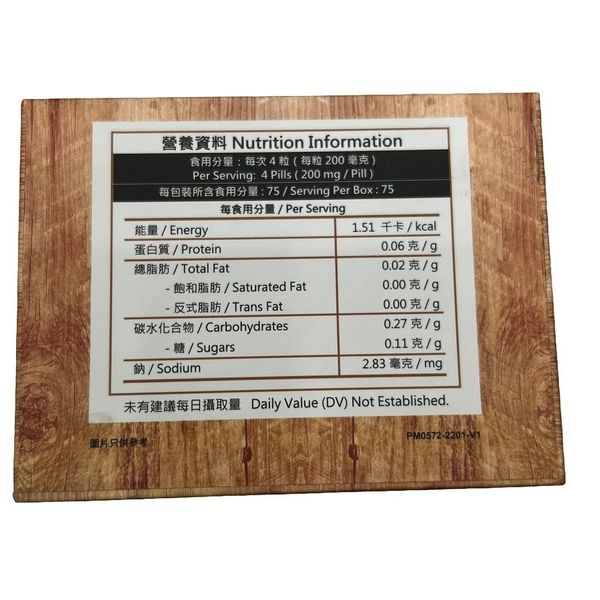 營養資料 Nutrition Information
食用分量：每次 4 粒 ( 每粒 200 毫克 )
Per Serving: 4 Pills ( 200 mg / Pill )
每包裝所含食用分量 : 75 / Serving Per Box : 75
每食用分量 / Per Serving
能量 / Energy 1.51 千卡 / kcal
蛋白質 / Protein 0.06 克 / g
總脂肪 / Total Fat 0.02 克 / g
- 飽和脂肪 / Saturated Fat 0.00 克 / g
- 反式脂肪 / Trans Fat 0.00 克 / g
碳水化合物 / Carbohydrates 0.27 克 / g
- 糖 / Sugars 0.11 克 / g
鈉 / Sodium 2.83 毫克 / mg
未有建議每日攝取量 Daily Value (DV) Not Established.
圖片只供參考 PM0572-2201-V1